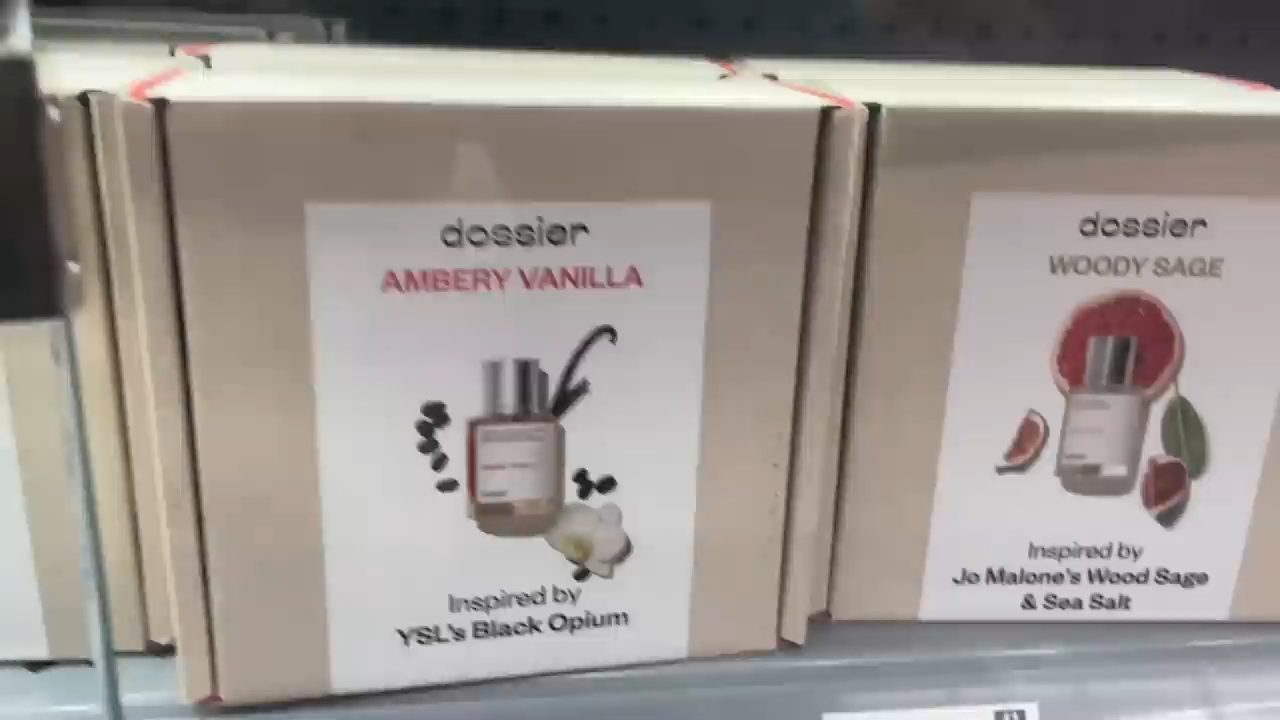 dossier
AMBERY VANILLA
Inspired by
YSL's Black Opium
dossier
WOODY SAGE
Inspired by
Jo Malone's Wood Sage
& Sea Salt